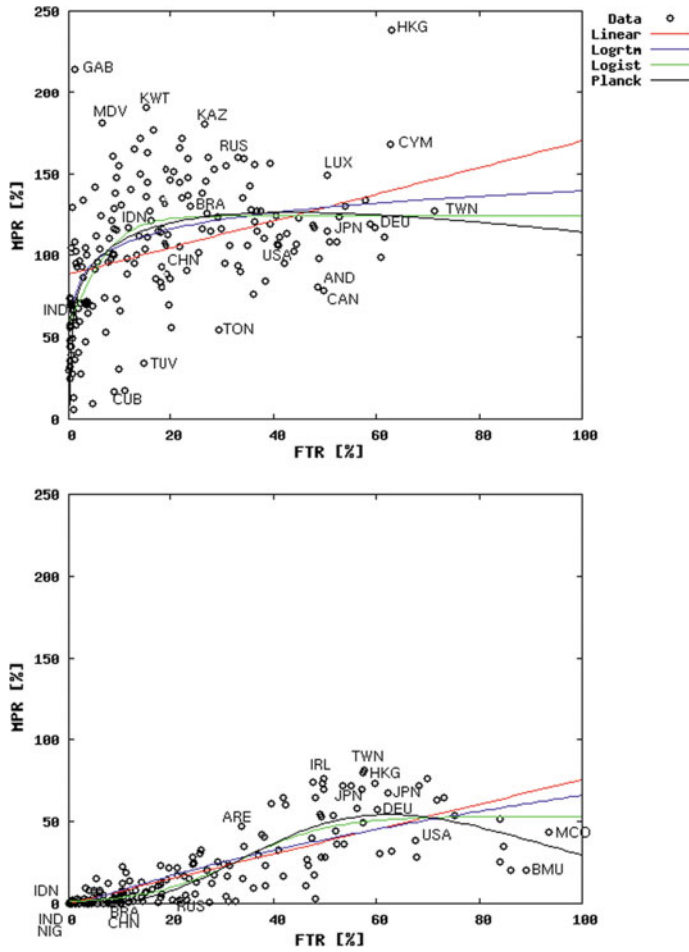 250
200
150
100
50
0
MPR [%]
0 20 40 60 80 100
FTR [%]
Data
Linear
Logrtm
Logist
Planck
HKG
GAB
KWT
MDV
KAZ
RUS
CYM
LUX
BRA
IDN
TWN
JPN
DEU
USA
CHN
AND
CAN
IND
TON
TUV
CUB
250
200
150
100
50
0
MPR [%]
0 20 40 60 80 100
FTR [%]
TWN
IRL
HKG
JPN
JPN
DEU
ARE
USA
MCO
BMU
IDN
IND
NIG
BRA
CHN
RUS